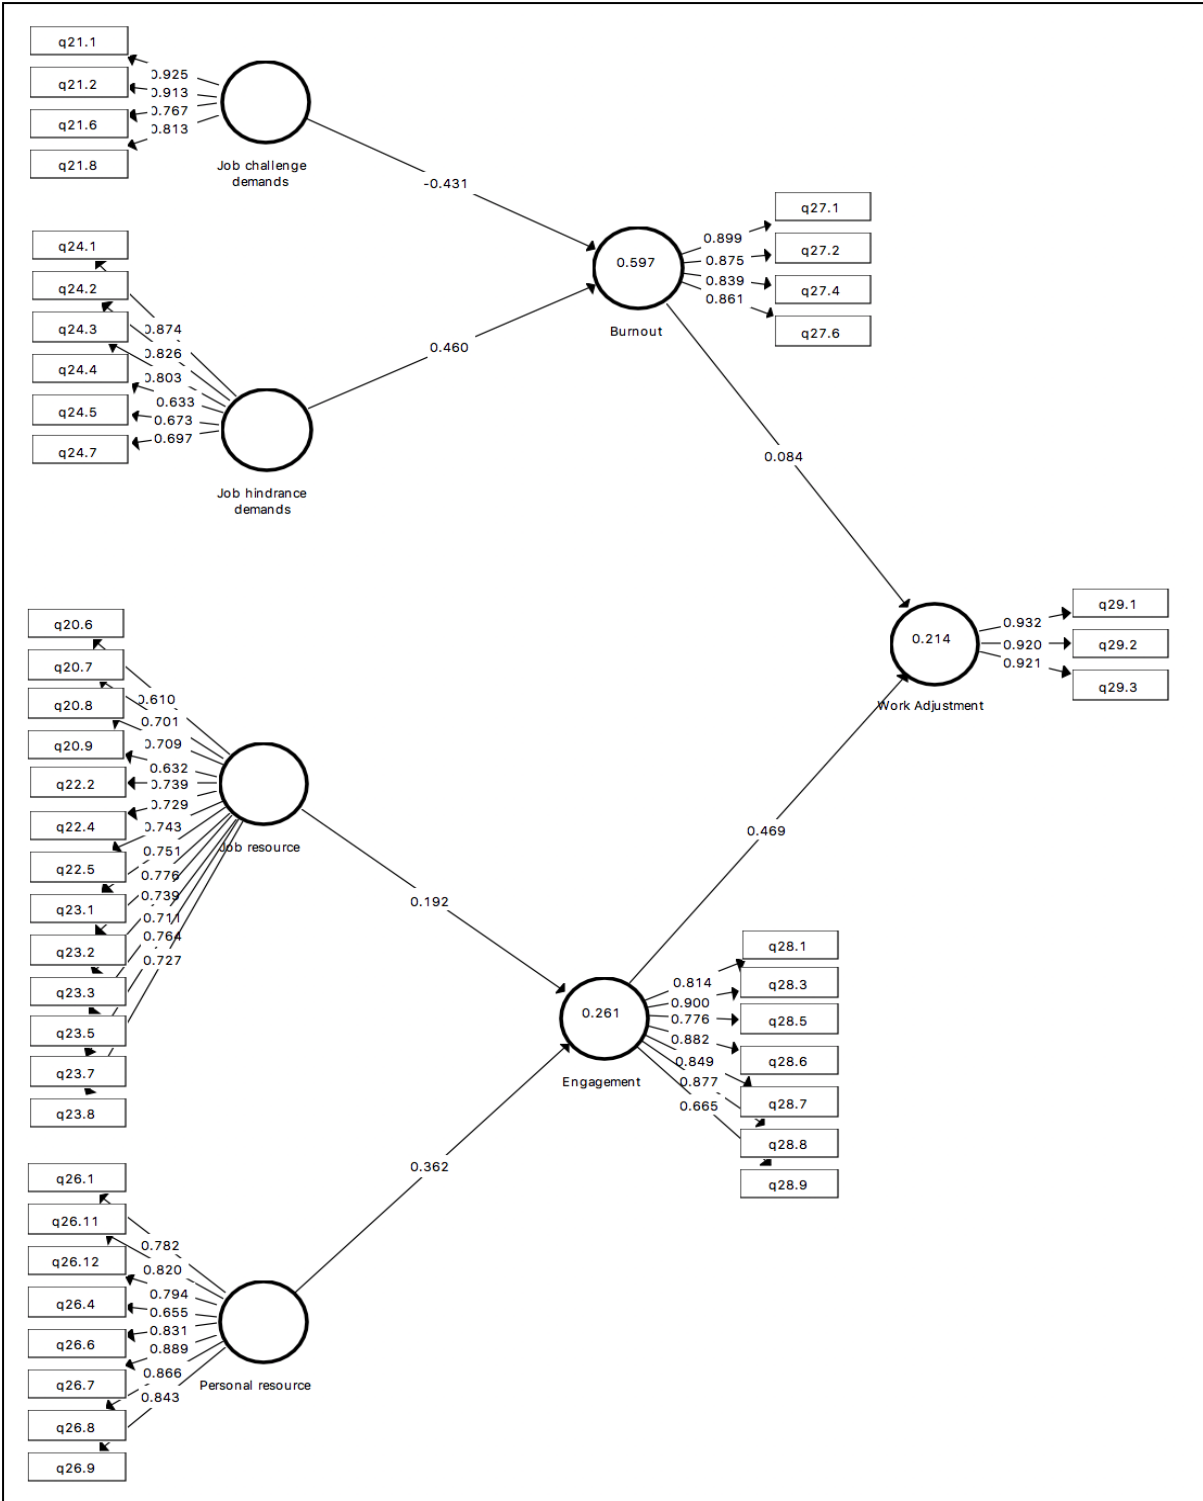 q21.1
q21.2
q21.6
q21.8
0.925
0.913
0.767
0.813
Job challenge
demands
-0.431
q24.1
q24.2
q24.3
q24.4
q24.5
q24.7
0.874
0.826
0.803
0.633
0.673
0.697
Job hindrance
demands
0.460
0.597
Burnout
0.899
0.875
0.839
0.861
q27.1
q27.2
q27.4
q27.6
0.084
0.214
Work Adjustment
0.932
0.920
0.921
q29.1
q29.2
q29.3
q20.6
q20.7
q20.8
q20.9
q22.2
q22.4
q22.5
q23.1
q23.2
q23.3
q23.5
q23.7
q23.8
0.610
0.701
0.709
0.632
0.739
0.729
0.743
0.751
0.776
0.739
0.711
0.764
0.727
Job resource
0.192
0.469
0.261
Engagement
0.814
0.900
0.776
0.882
0.849
0.877
0.665
q28.1
q28.3
q28.5
q28.6
q28.7
q28.8
q28.9
0.362
q26.1
q26.11
q26.12
q26.4
q26.6
q26.7
q26.8
q26.9
0.782
0.820
0.794
0.655
0.831
0.889
0.866
0.843
Personal resource